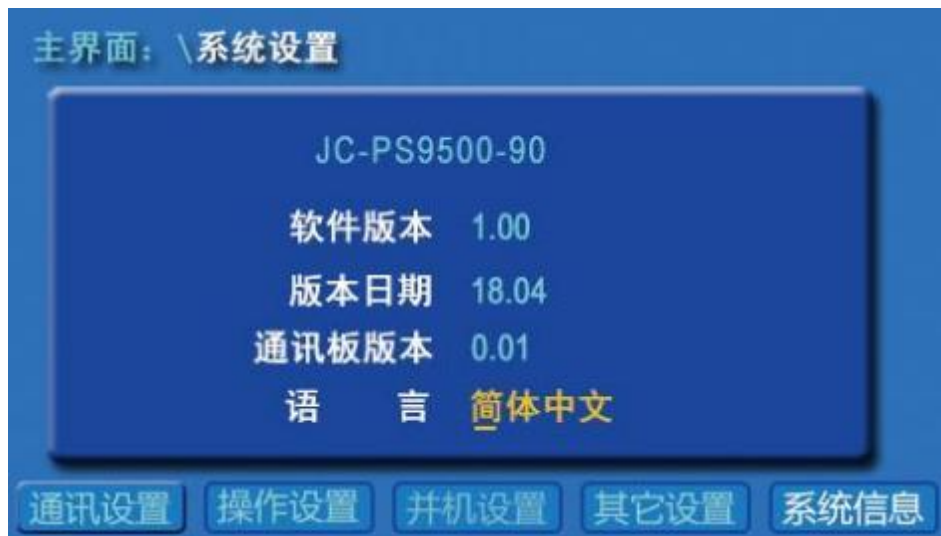 主界面：\系统设置
JC-PS9500-90
软件版本 1.00
版本日期 18.04
通讯板版本 0.01
语 言 简体中文
通讯设置 操作设置 并机设置 其它设置 系统信息